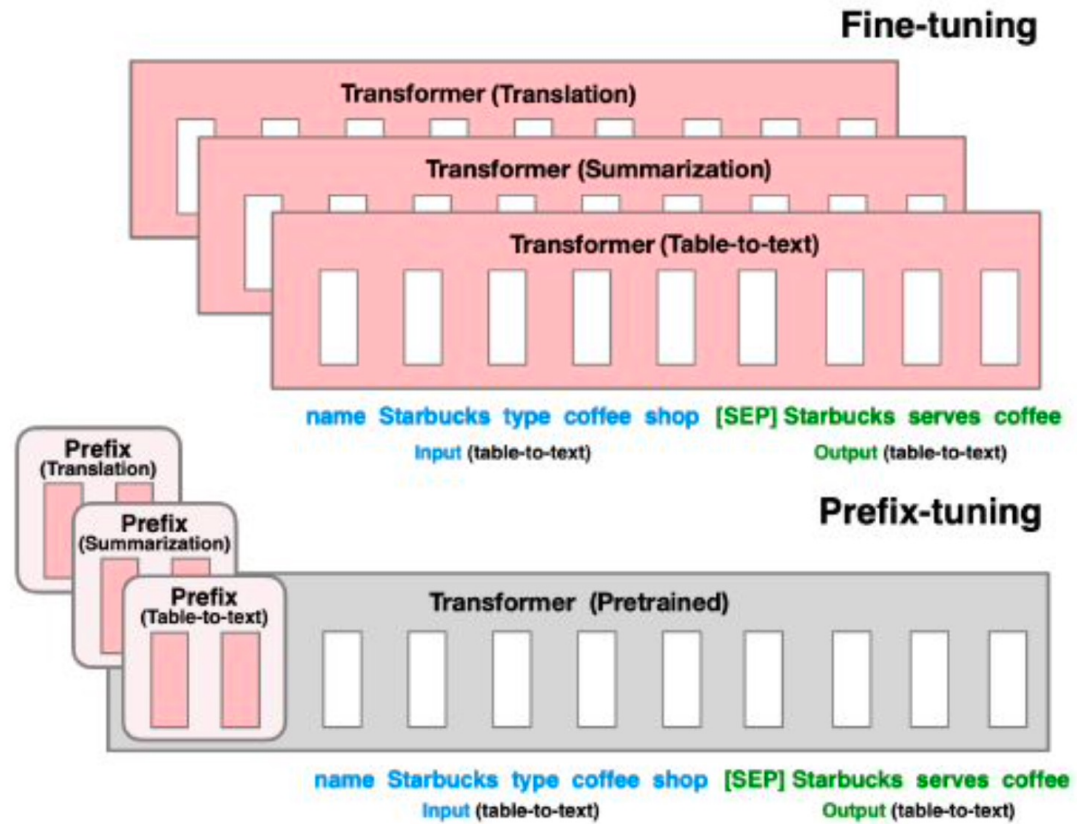 Fine-tuning
Transformer (Translation)
Transformer (Summarization)
Transformer (Table-to-text)
name Starbucks type coffee shop [SEP] Starbucks serves coffee
Input (table-to-text) Output (table-to-text)
Prefix
(Translation)
Prefix-tuning
Prefix
(Summarization)
Prefix
(Table-to-text)
Transformer (Pretrained)
name Starbucks type coffee shop [SEP] Starbucks serves coffee
Input (table-to-text) Output (table-to-text)